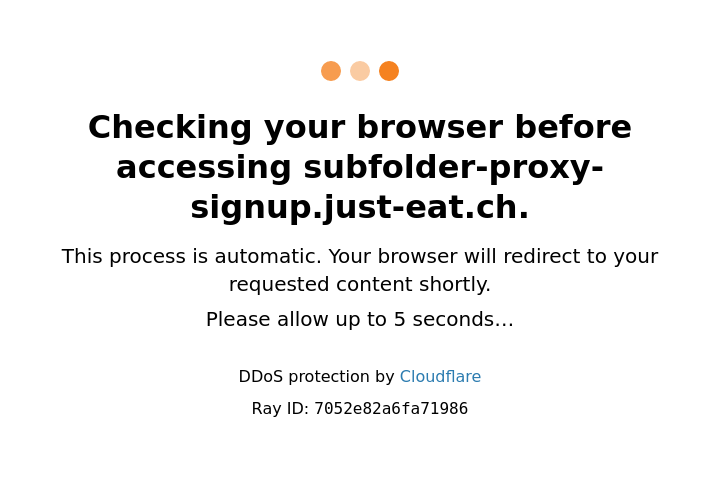 Checking your browser before
accessing subfolder-proxy-
signup.just-eat.ch.
This process is automatic. Your browser will redirect to your
requested content shortly.
Please allow up to 5 seconds…
DDoS protection by Cloudflare
Ray ID: 7052e82a6fa71986